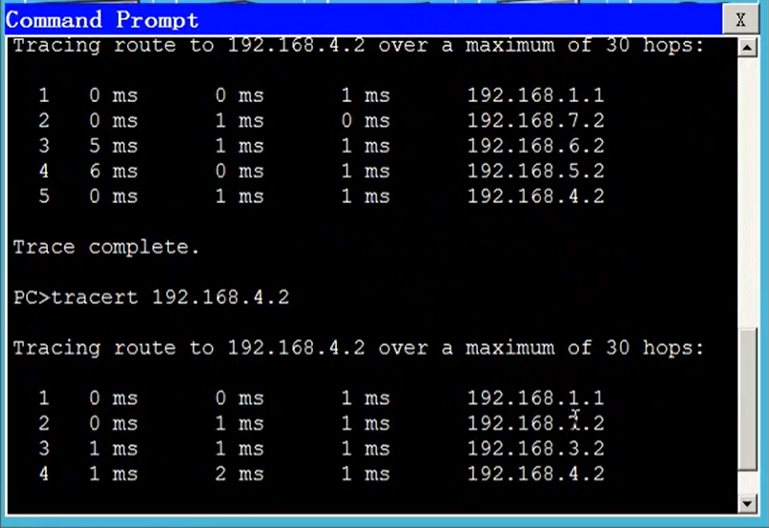 Command Prompt X
Tracing route to 192.168.4.2 over a maximum of 30 hops:
1 0 ms 0 ms 1 ms 192.168.1.1
2 0 ms 1 ms 0 ms 192.168.7.2
3 5 ms 1 ms 1 ms 192.168.6.2
4 6 ms 0 ms 1 ms 192.168.5.2
5 0 ms 1 ms 1 ms 192.168.4.2
Trace complete.
PC>tracert 192.168.4.2
Tracing route to 192.168.4.2 over a maximum of 30 hops:
1 0 ms 0 ms 1 ms 192.168.1.1
2 0 ms 1 ms 1 ms
3 1 ms 1 ms 1 ms 192.168.3.2
4 1 ms 2 ms 1 ms 192.168.4.2